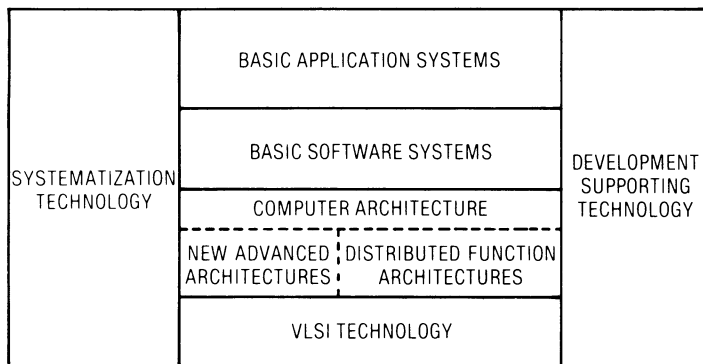 SYSTEMATIZATION
TECHNOLOGY
BASIC APPLICATION SYSTEMS
BASIC SOFTWARE SYSTEMS
COMPUTER ARCHITECTURE
NEW ADVANCED
ARCHITECTURES
DISTRIBUTED FUNCTION
ARCHITECTURES
VLSI TECHNOLOGY
DEVELOPMENT
SUPPORTING
TECHNOLOGY